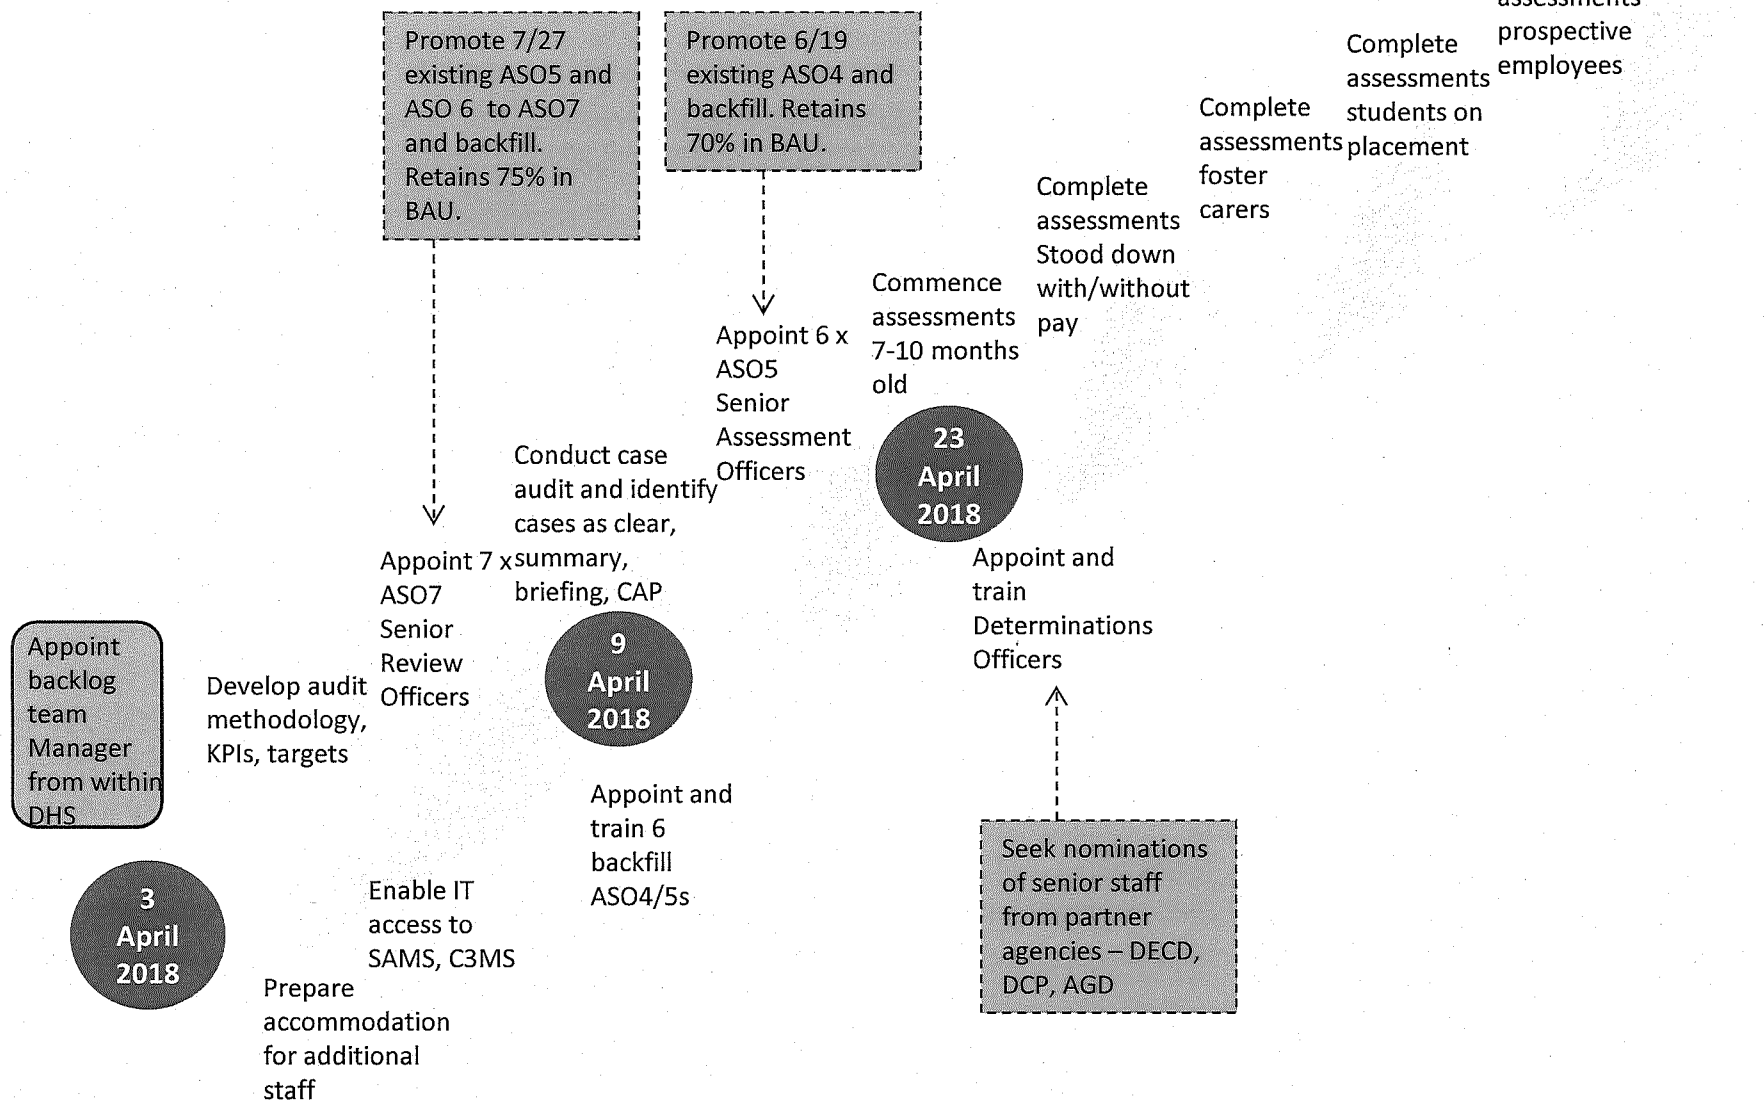 Promote 7/27
existing ASO5 and
ASO 6 to ASO7
and backfill.
Retains 75% in
BAU.
Promote 6/19
existing ASO4 and
backfill. Retains
70% in BAU.
assessments
prospective
employees
Complete
assessments
students on
placement
Complete
assessments
foster
carers
Complete
assessments
Stood down
with/without
pay
Commence
assessments
7-10 months
old
Appoint 6 x
ASO5
Senior
Assessment
Officers
23
April
2018
Conduct case
audit and identify
cases as clear,
summary,
briefing, CAP
Appoint 7 x
ASO7
Senior
Review
Officers
9
April
2018
Appoint and
train
Determinations
Officers
Appoint
backlog
team
Manager
from within
DHS
Develop audit
methodology,
KPIs, targets
Appoint and
train 6
backfill
ASO4/5s
Seek nominations
of senior staff
from partner
agencies – DECD,
DCP, AGD
3
April
2018
Enable IT
access to
SAMS, C3MS
Prepare
accommodation
for additional
staff